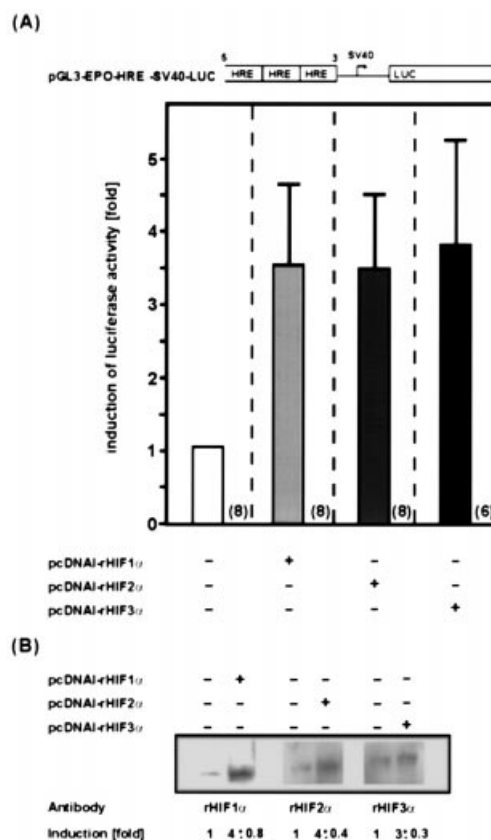 (A)
5 3 SV40
pGL3-EPO-HRE -SV40-LUC HRE HRE HRE LUC
induction of luciferase activity [fold]
5
4
3
2
1
0
(8) (8) (8) (6)
pcDNAI-rHIF1α – + – –
pcDNAI-rHIF2α – – + –
pcDNAI-rHIF3α – – – +
(B)
pcDNAI-rHIF1α – + – – – –
pcDNAI-rHIF2α – – – + – –
pcDNAI-rHIF3α – – – – – +
Antibody rHIF1α rHIF2α rHIF3α
Induction [fold] 1 4±0.8 1 4±0.4 1 3±0.3